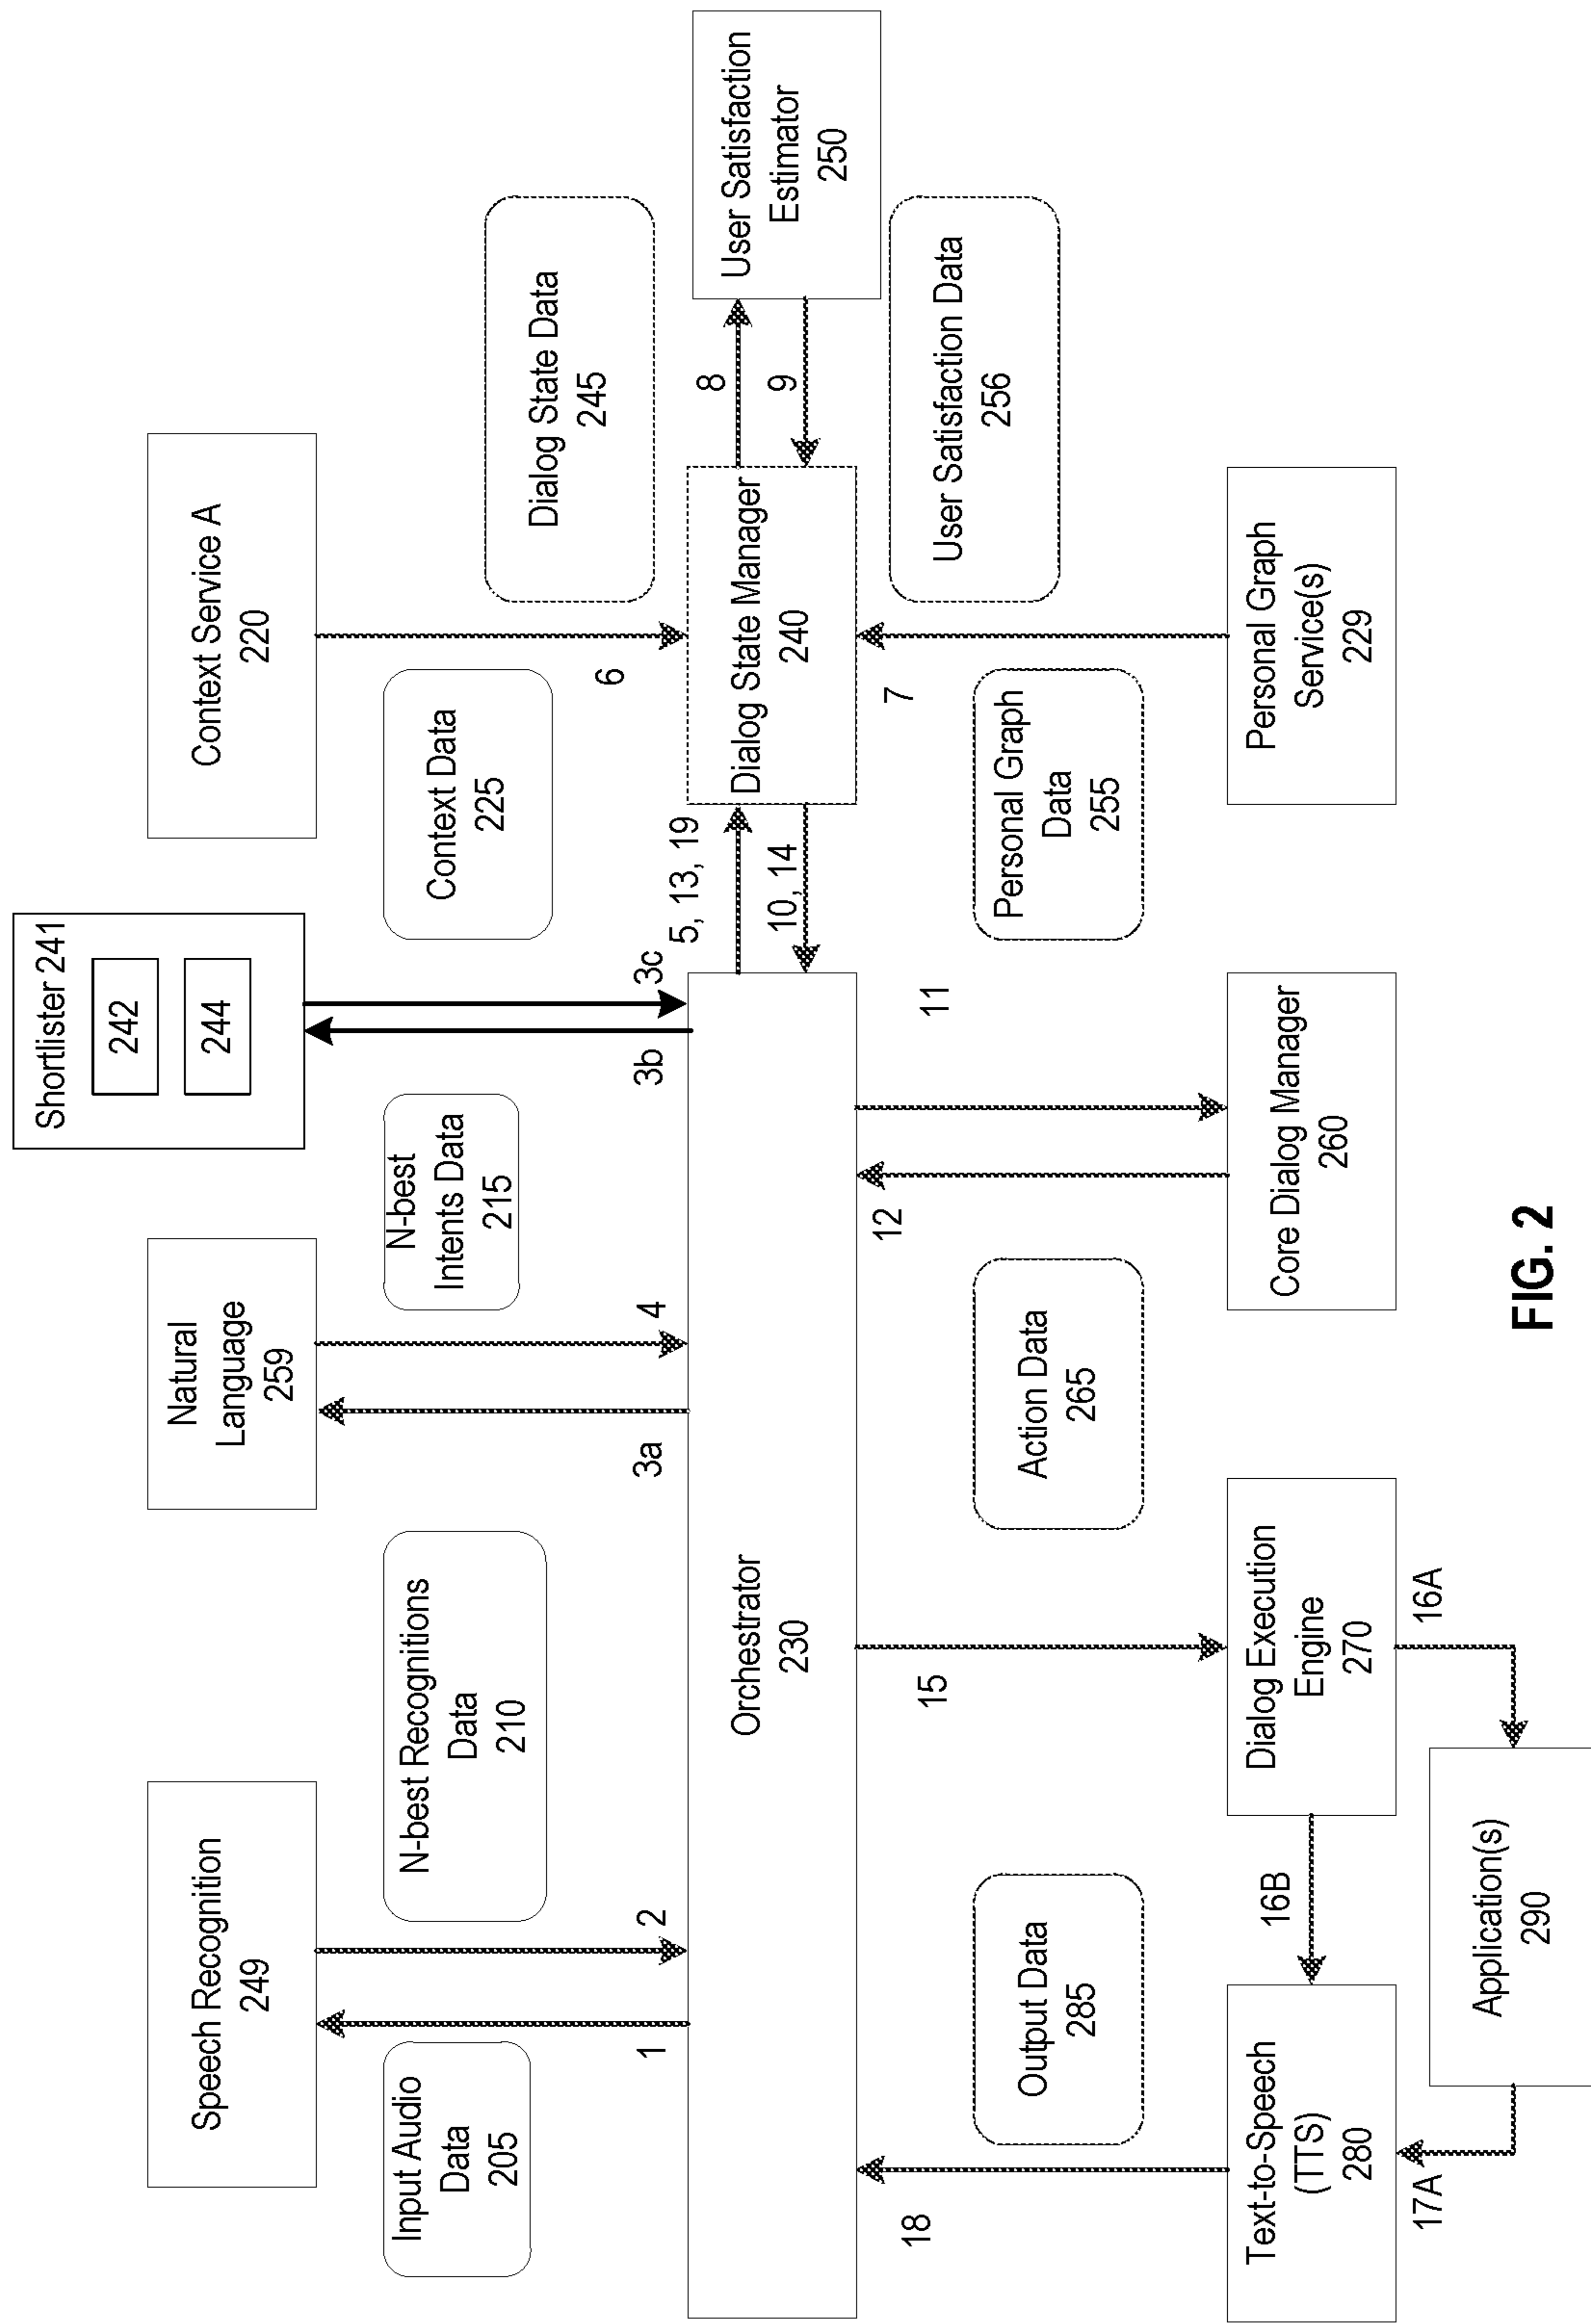 Speech Recognition
249
Natural
Language
259
Shortlister 241
242
244
Context Service A
220
Input Audio
Data
205
N-best Recognitions
Data
210
N-best
Intents Data
215
Context Data
225
Dialog State Data
245
1
2
3a
4
3b
3c
6
5, 13, 19
8
Orchestrator
230
Dialog State Manager
240
User Satisfaction
Estimator
250
10, 14
9
18
15
12
11
7
Output Data
285
Action Data
265
Personal Graph
Data
255
User Satisfaction Data
256
Text-to-Speech
(TTS)
280
16B
Dialog Execution
Engine
270
Core Dialog Manager
260
Personal Graph
Service(s)
229
17A
16A
Application(s)
290
FIG. 2